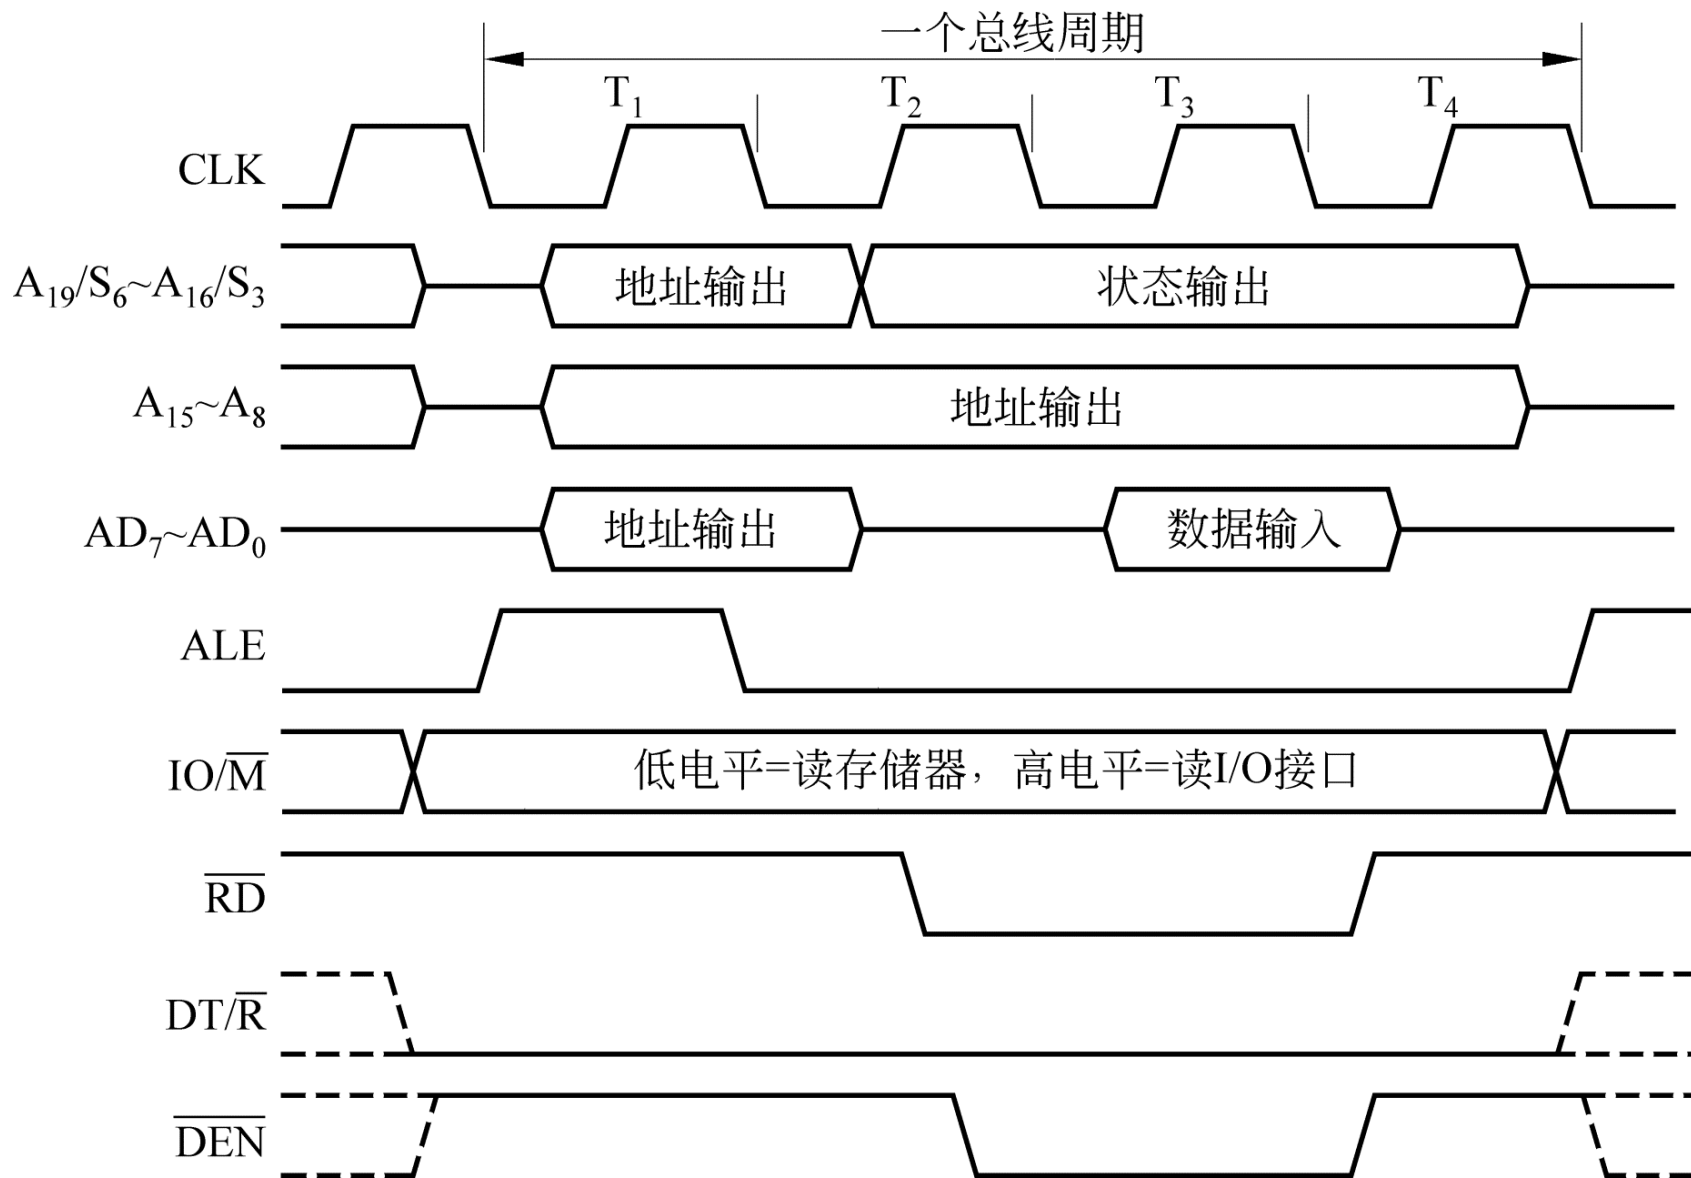 一个总线周期
T₁ T₂ T₃ T₄
CLK
A₁₉/S₆~A₁₆/S₃ 地址输出 状态输出
A₁₅~A₈ 地址输出
AD₇~AD₀ 地址输出 数据输入
ALE
IO/M̅ 低电平=读存储器，高电平=读I/O接口
R̅D̅
DT/R̅
D̅E̅N̅